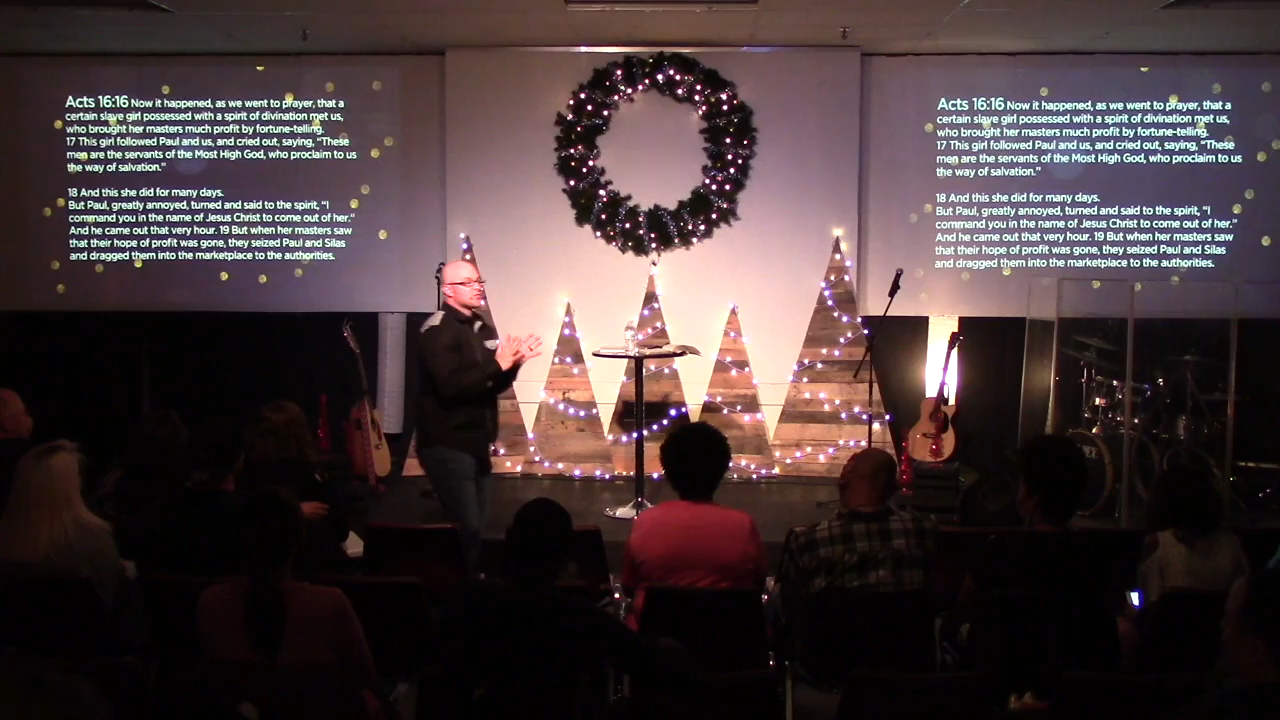 Acts 16:16 Now it happened, as we went to prayer, that a
certain slave girl possessed with a spirit of divination met us,
who brought her masters much profit by fortune-telling.
17 This girl followed Paul and us, and cried out, saying, “These
men are the servants of the Most High God, who proclaim to us
the way of salvation.”
18 And this she did for many days.
But Paul, greatly annoyed, turned and said to the spirit, “I
command you in the name of Jesus Christ to come out of her.”
And he came out that very hour. 19 But when her masters saw
that their hope of profit was gone, they seized Paul and Silas
and dragged them into the marketplace to the authorities.
Acts 16:16 Now it happened, as we went to prayer, that a
certain slave girl possessed with a spirit of divination met us,
who brought her masters much profit by fortune-telling.
17 This girl followed Paul and us, and cried out, saying, “These
men are the servants of the Most High God, who proclaim to us
the way of salvation.”
18 And this she did for many days.
But Paul, greatly annoyed, turned and said to the spirit, “I
command you in the name of Jesus Christ to come out of her.”
And he came out that very hour. 19 But when her masters saw
that their hope of profit was gone, they seized Paul and Silas
and dragged them into the marketplace to the authorities.